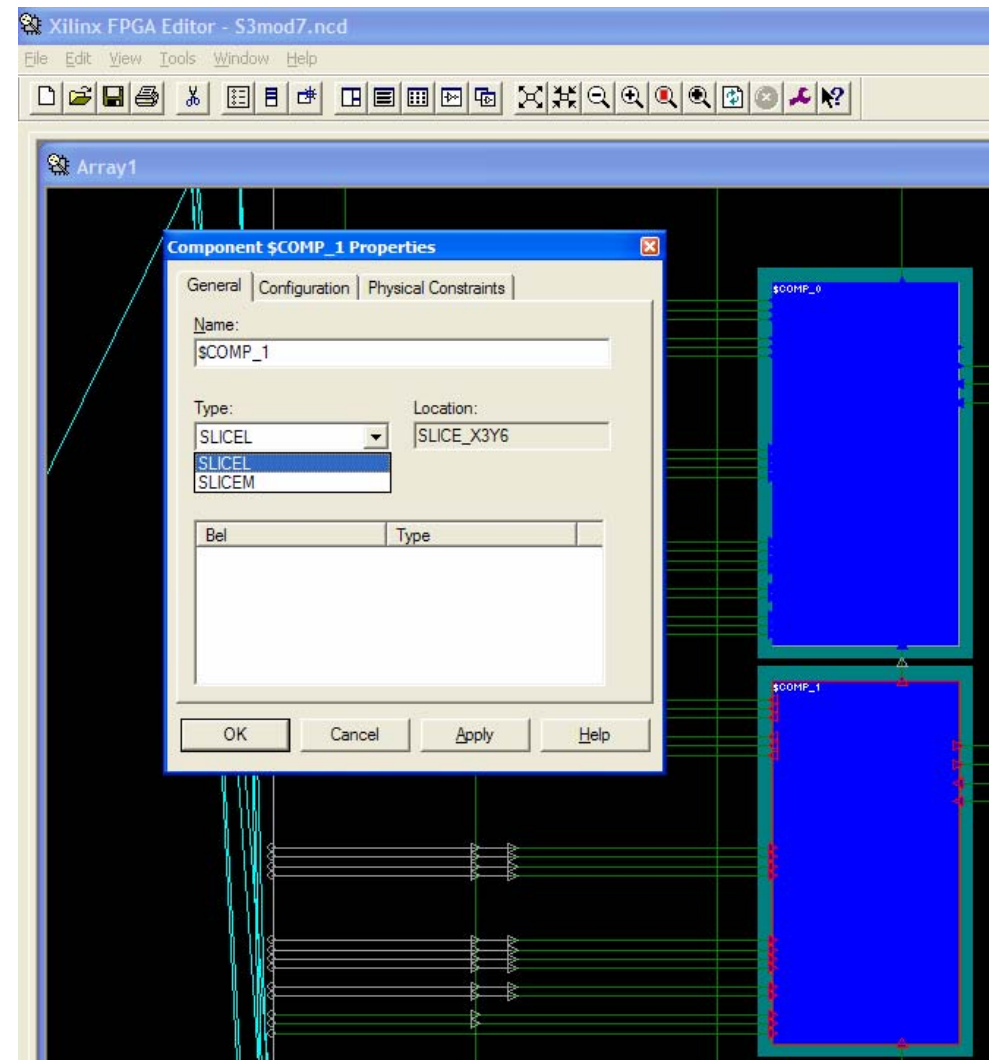 Xilinx FPGA Editor - S3mod7.ncd
File Edit View Tools Window Help
Array1
Component $COMP_1 Properties
General Configuration Physical Constraints
Name:
$COMP_1
Type: Location:
SLICEL SLICE_X3Y6
SLICEL
SLICEM
Bel Type
OK Cancel Apply Help
$COMP_0
$COMP_1